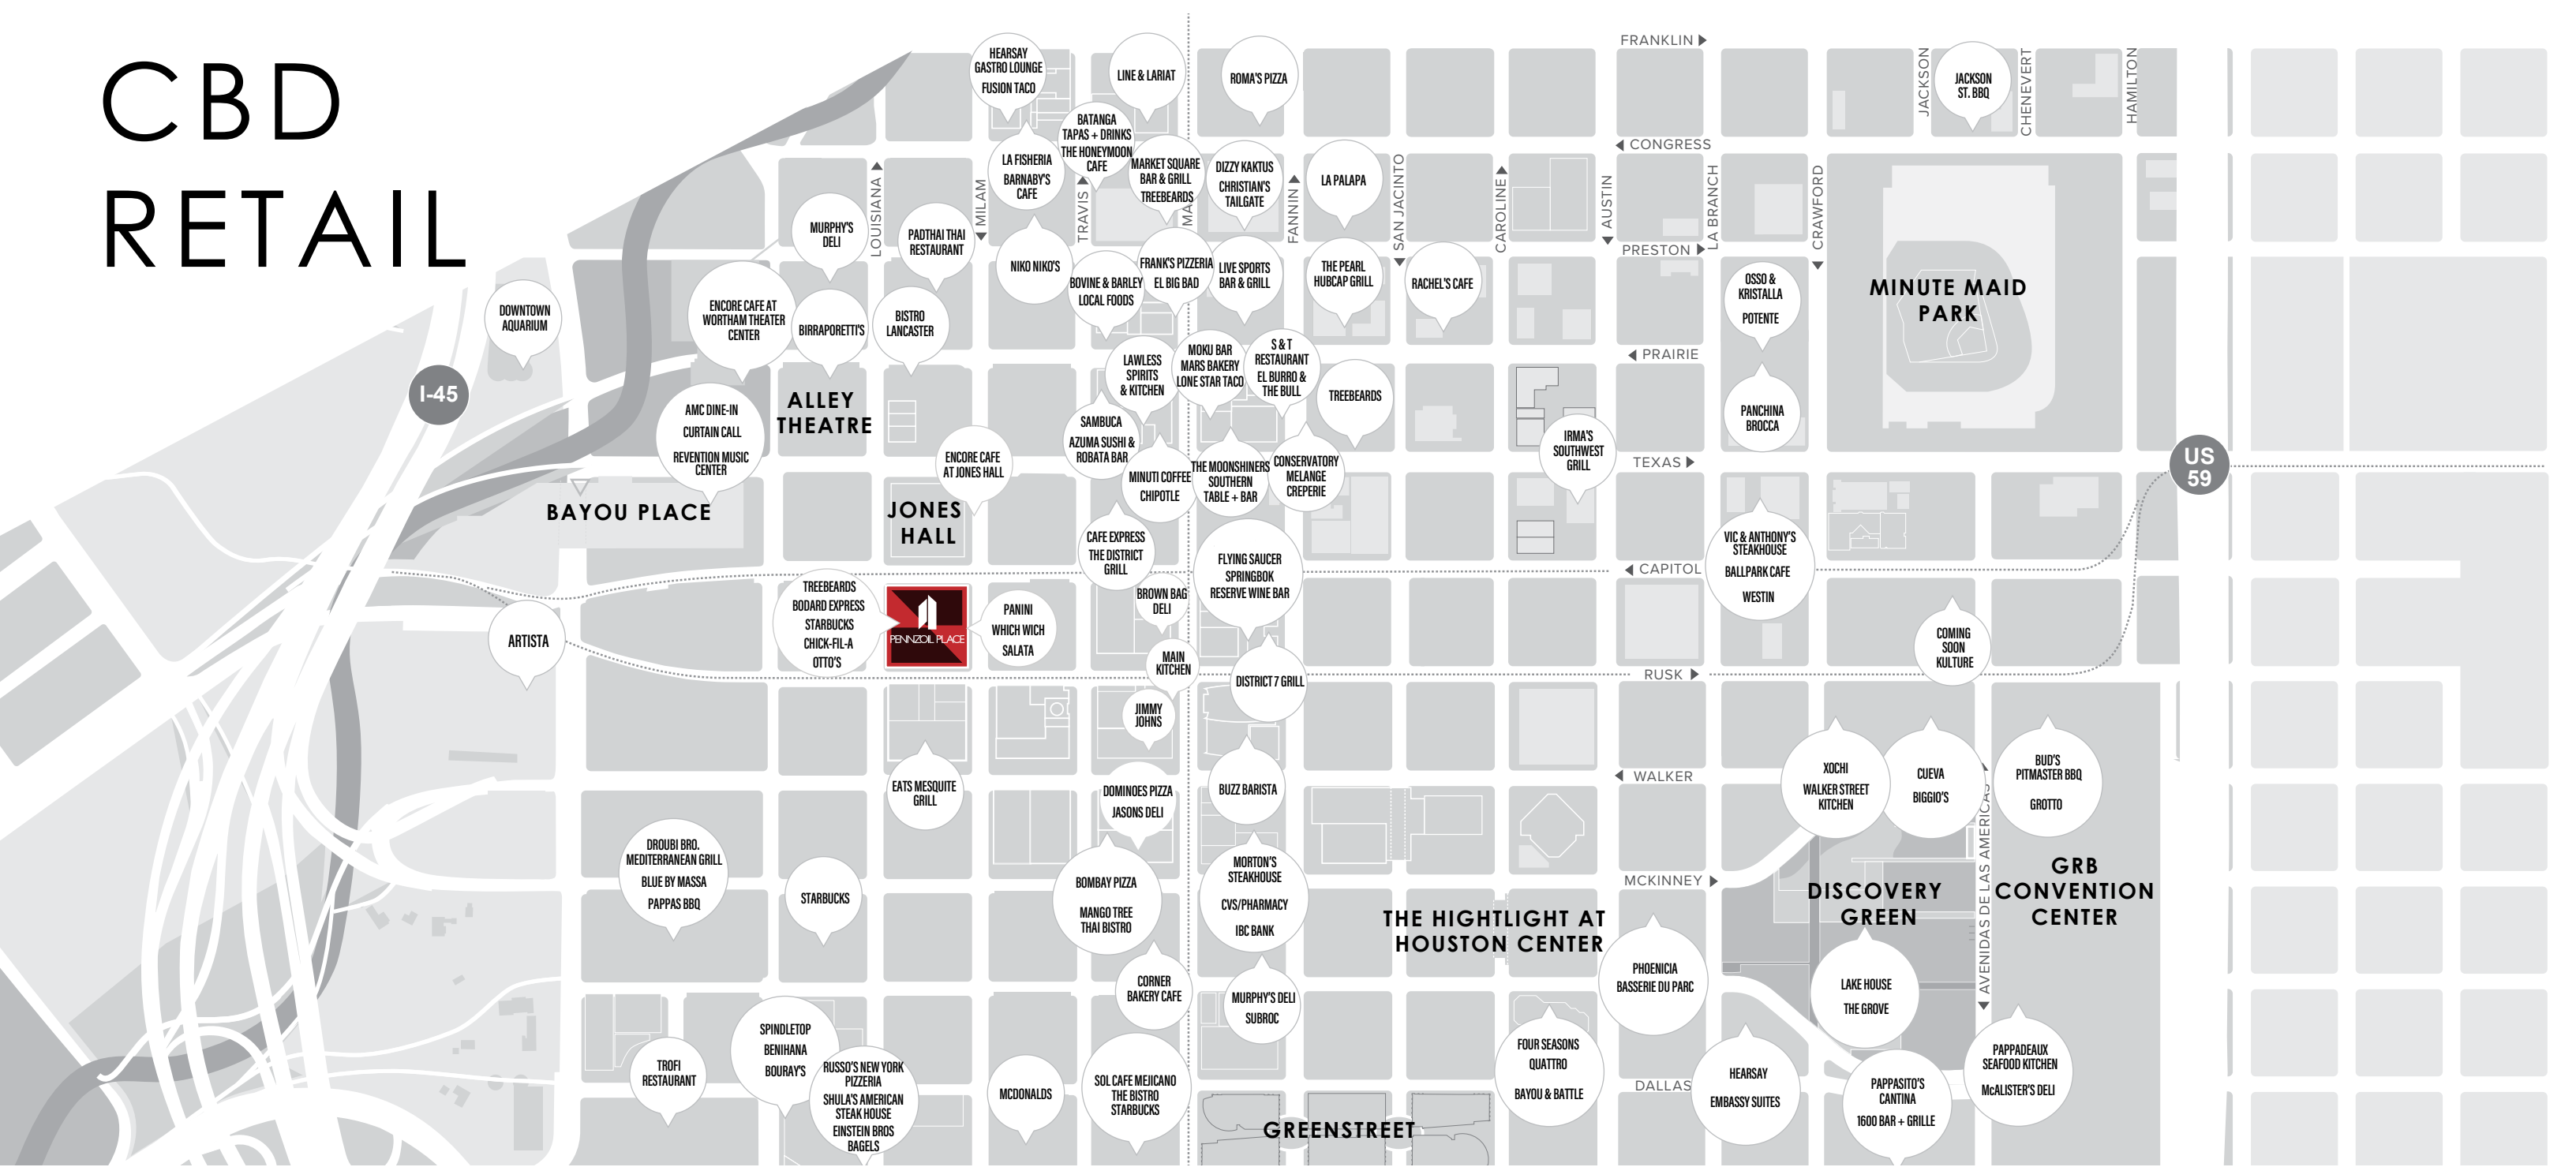 CBD
RETAIL
HEARSAY
GASTRO LOUNGE
FUSION TACO
LINE & LARIAT
ROMA'S PIZZA
FRANKLIN
JACKSON
JACKSON
ST. BBQ
CHENEVERT
HAMILTON
BATANGA
TAPAS + DRINKS
THE HONEYMOON
CAFE
CONGRESS
LA FISHERIA
BARNABY'S
CAFE
MARKET SQUARE
BAR & GRILL
TREEBEARDS
DIZZY KAKTUS
CHRISTIAN'S
TAILGATE
LA PALAPA
LOUISIANA
MILAM
TRAVIS
MA
FANNIN
SAN JACINTO
CAROLINE
AUSTIN
LA BRANCH
CRAWFORD
MURPHY'S
DELI
PADTHAI THAI
RESTAURANT
PRESTON
NIKO NIKO'S
BOVINE & BARLEY
LOCAL FOODS
FRANK'S PIZZERIA
EL BIG BAD
LIVE SPORTS
BAR & GRILL
THE PEARL
HUBCAP GRILL
RACHEL'S CAFE
OSSO &
KRISTALLA
POTENTE
MINUTE MAID
PARK
DOWNTOWN
AQUARIUM
ENCORE CAFE AT
WORTHAM THEATER
CENTER
BIRRAPORETTI'S
BISTRO
LANCASTER
PRAIRIE
LAWLESS
SPIRITS
& KITCHEN
MOKU BAR
MARS BAKERY
LONE STAR TACO
S & T
RESTAURANT
EL BURRO &
THE BULL
TREEBEARDS
I-45
AMC DINE-IN
CURTAIN CALL
REVENTION MUSIC
CENTER
ALLEY
THEATRE
SAMBUCA
AZUMA SUSHI &
ROBATA BAR
PANCHINA
BROCCA
IRMA'S
SOUTHWEST
GRILL
TEXAS
US
59
ENCORE CAFE
AT JONES HALL
MINUTI COFFEE
CHIPOTLE
THE MOONSHINERS
SOUTHERN
TABLE + BAR
CONSERVATORY
MELANGE
CREPERIE
BAYOU PLACE
JONES
HALL
CAFE EXPRESS
THE DISTRICT
GRILL
FLYING SAUCER
SPRINGBOK
RESERVE WINE BAR
VIC & ANTHONY'S
STEAKHOUSE
BALLPARK CAFE
WESTIN
CAPITOL
TREEBEARDS
BODARD EXPRESS
STARBUCKS
CHICK-FIL-A
OTTO'S
PENNZOIL PLACE
PANINI
WHICH WICH
SALATA
BROWN BAG
DELI
ARTISTA
MAIN
KITCHEN
COMING
SOON
KULTURE
DISTRICT 7 GRILL
RUSK
JIMMY
JOHNS
EATS MESQUITE
GRILL
DOMINOES PIZZA
JASONS DELI
BUZZ BARISTA
WALKER
XOCHI
WALKER STREET
KITCHEN
CUEVA
BIGGIO'S
BUD'S
PITMASTER BBQ
GROTTO
AVENIDAS DE LAS AMERICAS
DROUBI BRO.
MEDITERRANEAN GRILL
BLUE BY MASSA
PAPPAS BBQ
STARBUCKS
BOMBAY PIZZA
MANGO TREE
THAI BISTRO
MORTON'S
STEAKHOUSE
CVS/PHARMACY
IBC BANK
MCKINNEY
THE HIGHTLIGHT AT
HOUSTON CENTER
DISCOVERY
GREEN
GRB
CONVENTION
CENTER
CORNER
BAKERY CAFE
MURPHY'S DELI
SUBROC
PHOENICIA
BASSERIE DU PARC
LAKE HOUSE
THE GROVE
TROFI
RESTAURANT
SPINDLETOP
BENIHANA
BOURAY'S
RUSSO'S NEW YORK
PIZZERIA
SHULA'S AMERICAN
STEAK HOUSE
EINSTEIN BROS
BAGELS
MCDONALDS
SOL CAFE MEJICANO
THE BISTRO
STARBUCKS
FOUR SEASONS
QUATTRO
BAYOU & BATTLE
DALLAS
HEARSAY
EMBASSY SUITES
PAPPASITO'S
CANTINA
1600 BAR + GRILLE
PAPPADEAUX
SEAFOOD KITCHEN
McALISTER'S DELI
GREENSTREET